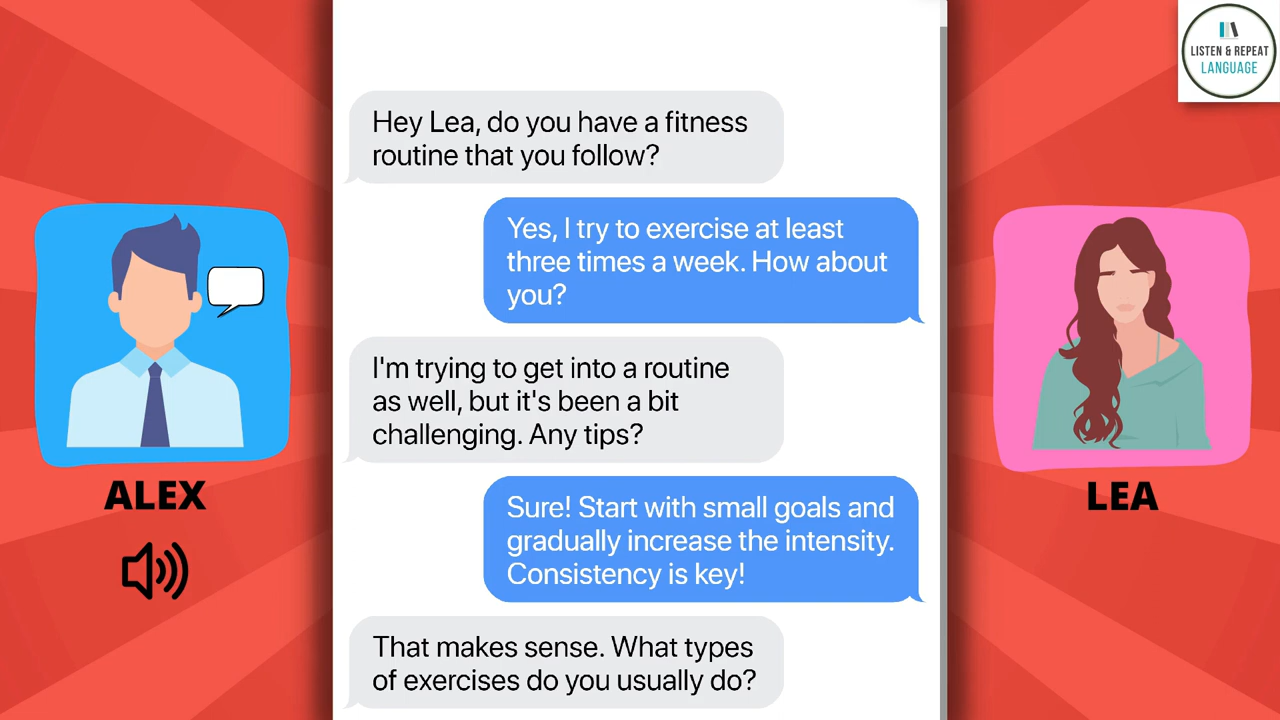 LISTEN & REPEAT
LANGUAGE
Hey Lea, do you have a fitness
routine that you follow?
Yes, I try to exercise at least
three times a week. How about
you?
I'm trying to get into a routine
as well, but it's been a bit
challenging. Any tips?
Sure! Start with small goals and
gradually increase the intensity.
Consistency is key!
That makes sense. What types
of exercises do you usually do?
ALEX
LEA